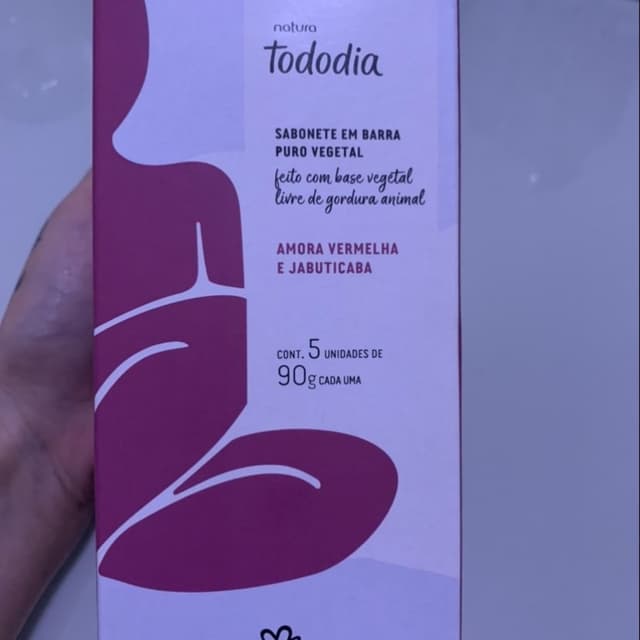 natura
tododia
SABONETE EM BARRA
PURO VEGETAL
feito com base vegetal
livre de gordura animal
AMORA VERMELHA
E JABUTICABA
CONT. 5 UNIDADES DE
90g CADA UMA